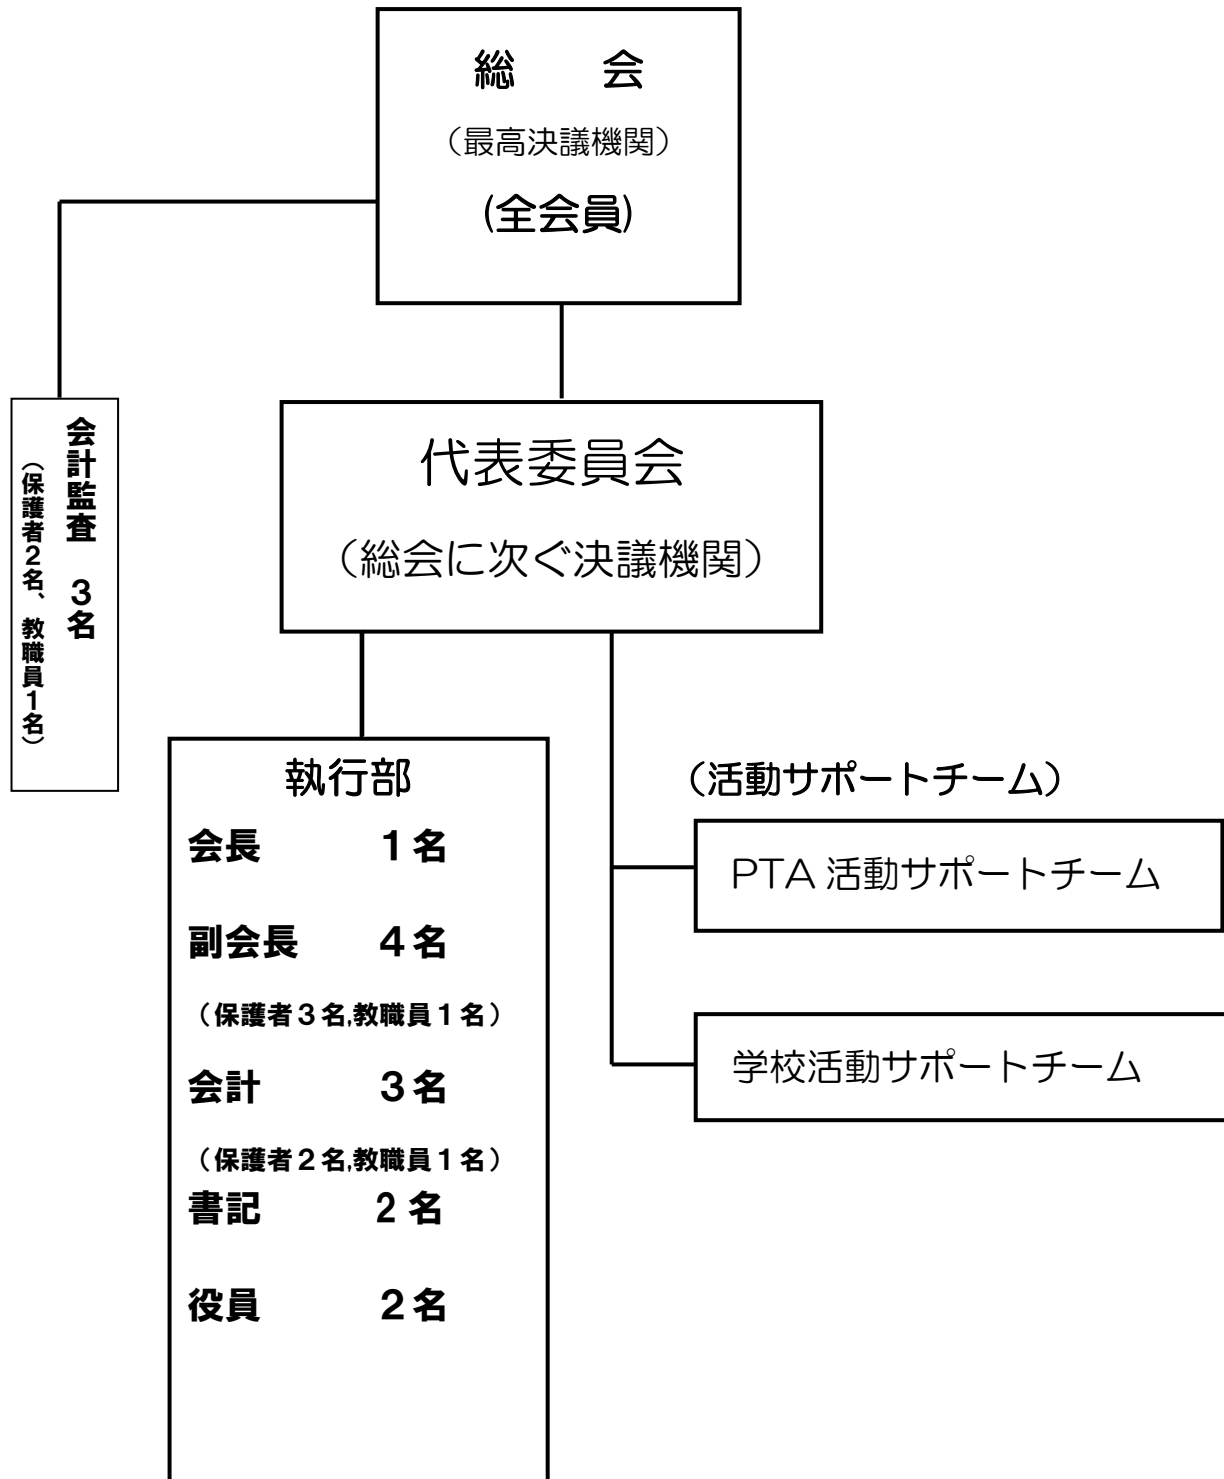 総　会
（最高決議機関）
(全会員)
会計監査　３名
（保護者２名、教職員１名）
代表委員会
（総会に次ぐ決議機関）
執行部
会長　１名
副会長　４名
（保護者３名,教職員１名）
会計　３名
（保護者２名,教職員１名）
書記　２名
役員　２名
（活動サポートチーム）
PTA 活動サポートチーム
学校活動サポートチーム